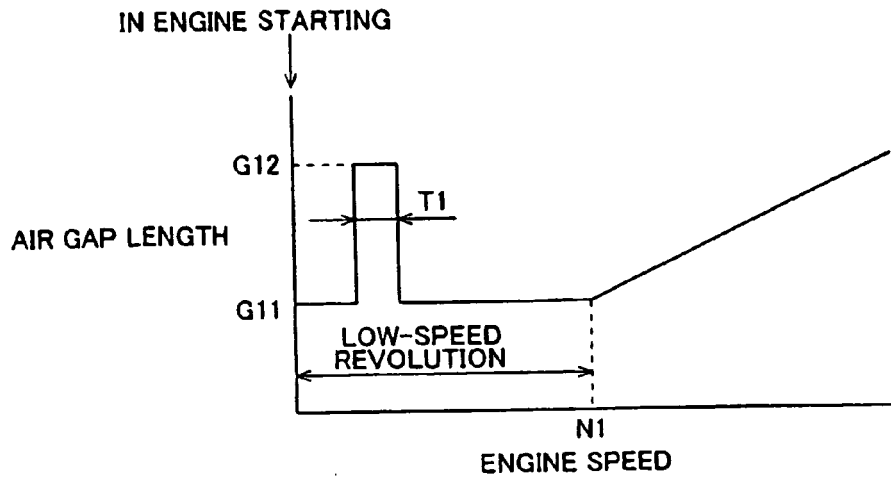 IN ENGINE STARTING
G12
T1
AIR GAP LENGTH
G11
LOW-SPEED
REVOLUTION
N1
ENGINE SPEED